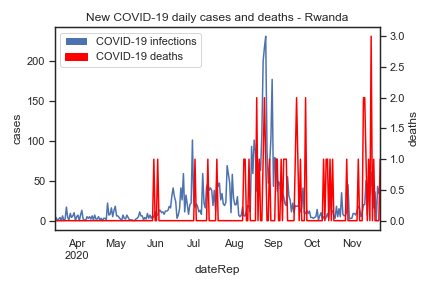 New COVID-19 daily cases and deaths - Rwanda
COVID-19 infections
COVID-19 deaths
200
150
100
50
0
cases
3.0
2.5
2.0
1.5
1.0
0.5
0.0
deaths
Apr May Jun Jul Aug Sep Oct Nov
2020
dateRep